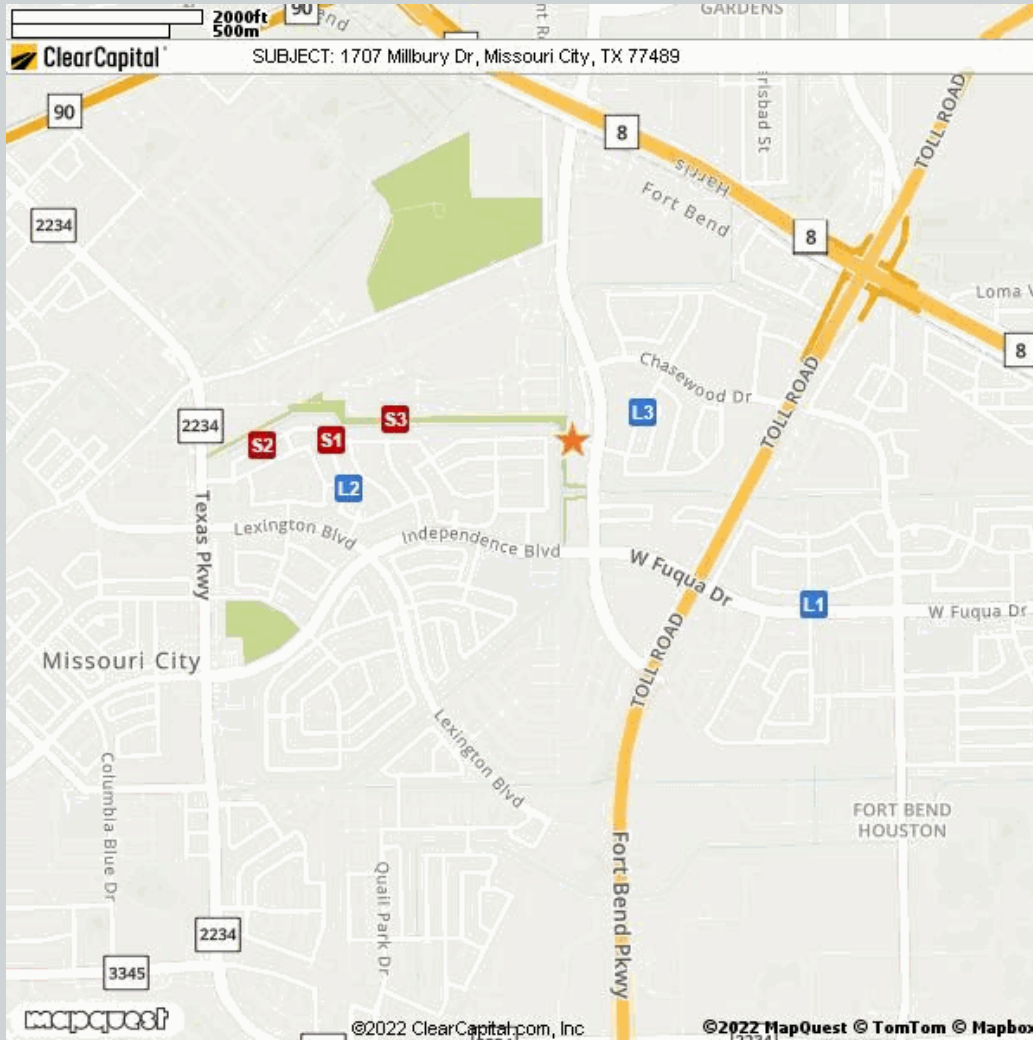 2000ft
500m
90
GARDENS
ClearCapital
SUBJECT: 1707 Millbury Dr, Missouri City, TX 77489
90
8
TOLL ROAD
Harris
Fort Bend
2234
8
Loma
8
Chasewood Dr
TOLL ROAD
L3
S3
2234
S2
S1
L2
Texas Pkwy
Lexington Blvd
Independence Blvd
W Fuqua Dr
L1
W Fuqua Dr
TOLL ROAD
Missouri City
Lexington Blvd
Columbia Blue Dr
FORT BEND
HOUSTON
Quail Park Dr
Fort Bend Pkwy
2234
3345
mapquest
©2022 ClearCapital.com, Inc
©2022 MapQuest © TomTom © Mapbox
2234